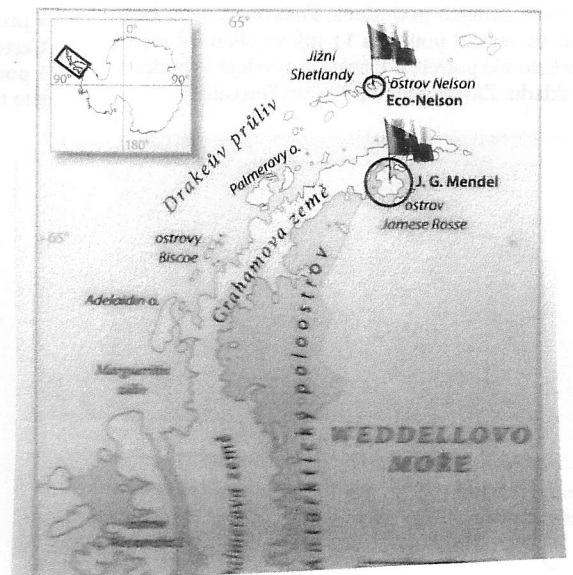 65°
0°
90°
90°
180°
Jižní
Shetlandy
ostrov Nelson
Eco-Nelson
Drakeův průliv
Palmerovy o.
J. G. Mendel
ostrov
Jamese Rosse
65°
ostrovy
Biscoe
Grahamova země
Adelaidin o.
Antarktický poloostrov
WEDDELLOVO
MOŘE
země